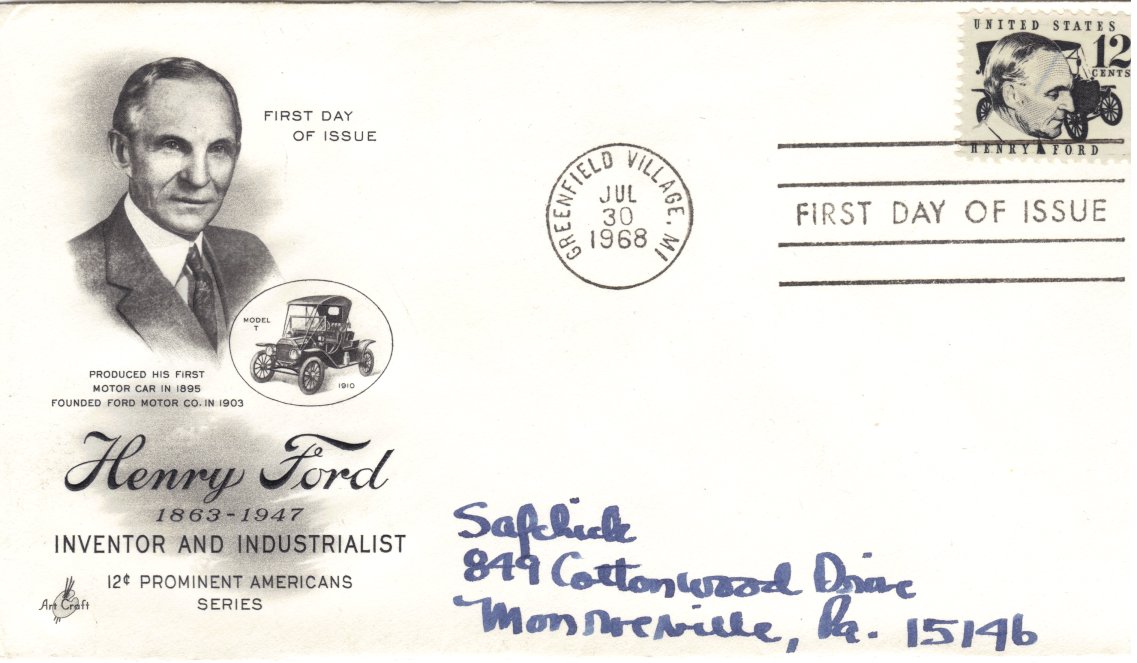 FIRST DAY
OF ISSUE
UNITED STATES
12
CENTS
HENRY FORD
GREENFIELD VILLAGE, MI
JUL
30
1968
FIRST DAY OF ISSUE
MODEL
T
1910
PRODUCED HIS FIRST
MOTOR CAR IN 1895
FOUNDED FORD MOTOR CO. IN 1903
Henry Ford
1863-1947
INVENTOR AND INDUSTRIALIST
12¢ PROMINENT AMERICANS
SERIES
Art Craft
Safchick
849 Cottonwood Drive
Monroeville, Pa. 15146